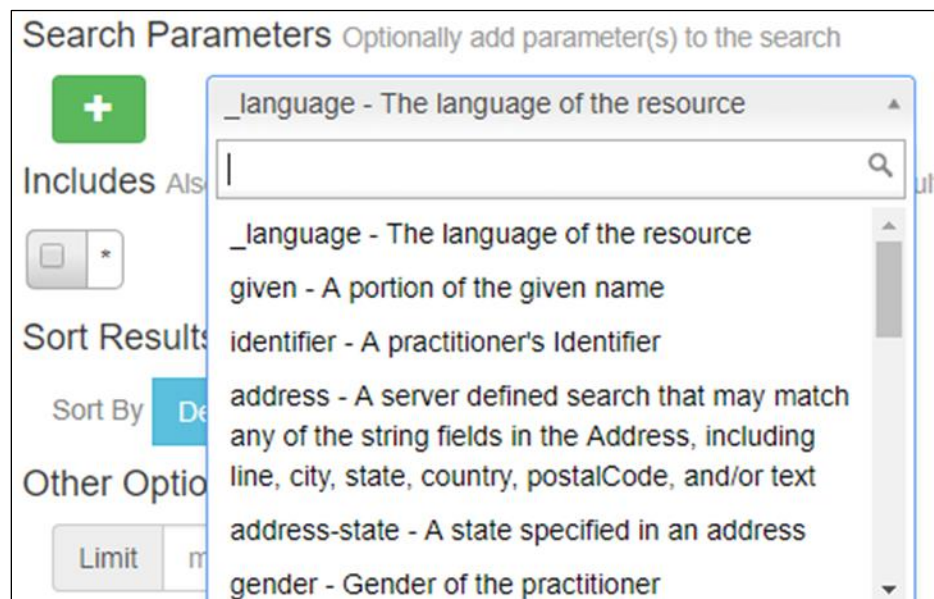 Search Parameters Optionally add parameter(s) to the search
_language - The language of the resource
Includes
*
_language - The language of the resource
given - A portion of the given name
Sort Results
identifier - A practitioner's Identifier
Sort By
address - A server defined search that may match
any of the string fields in the Address, including
line, city, state, country, postalCode, and/or text
address-state - A state specified in an address
Limit
gender - Gender of the practitioner